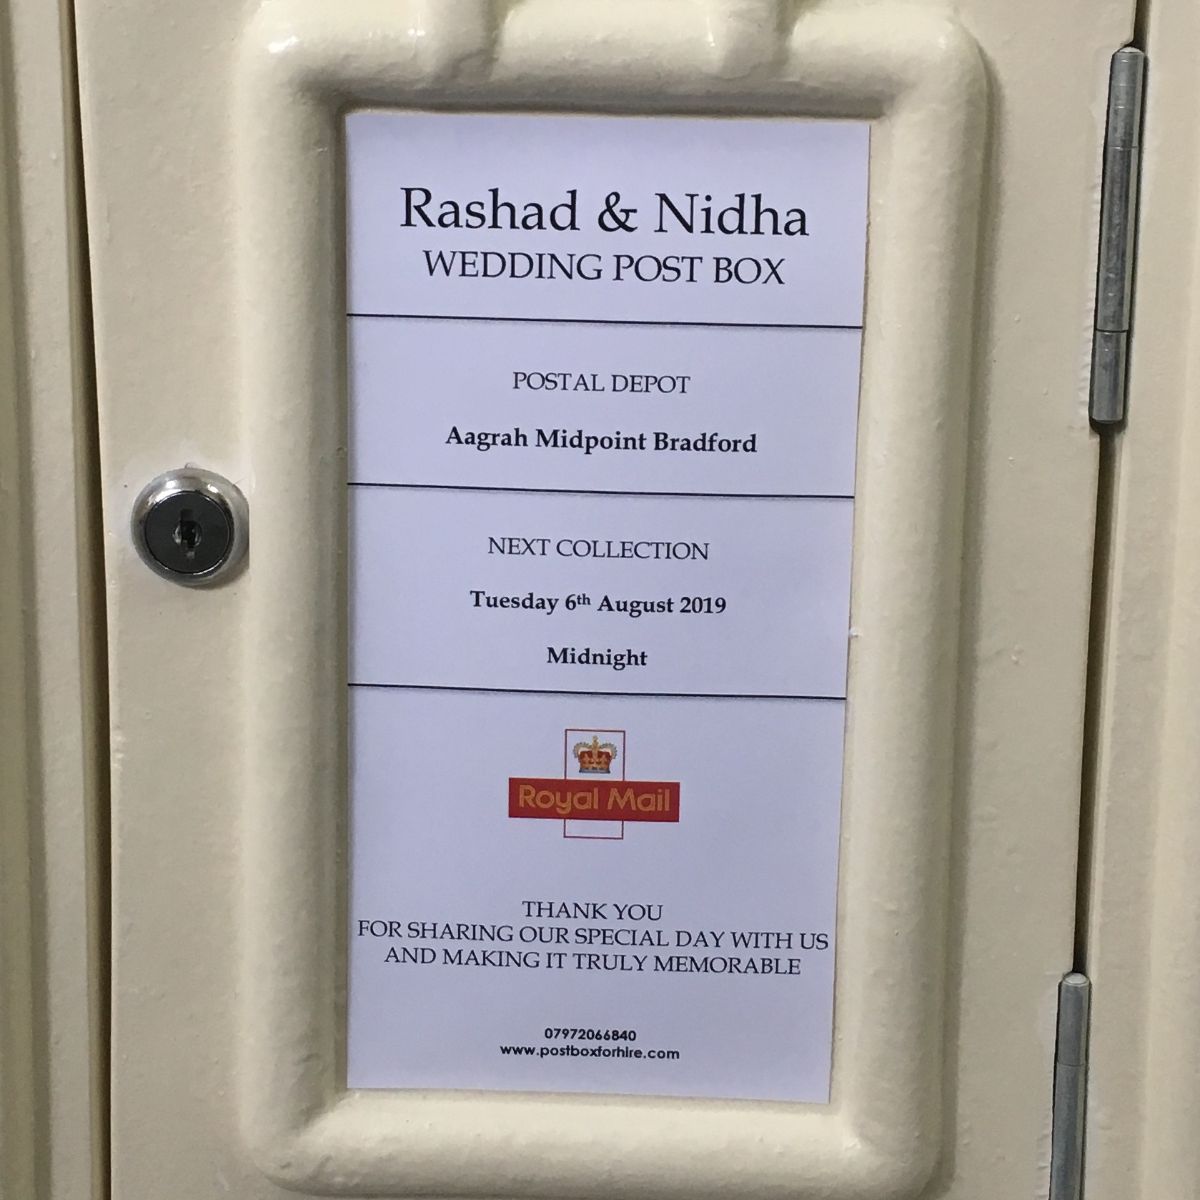 Rashad & Nidha
WEDDING POST BOX
POSTAL DEPOT
Aagrah Midpoint Bradford
NEXT COLLECTION
Tuesday 6th August 2019
Midnight
Royal Mail
THANK YOU
FOR SHARING OUR SPECIAL DAY WITH US
AND MAKING IT TRULY MEMORABLE
07972066840
www.postboxforhire.com